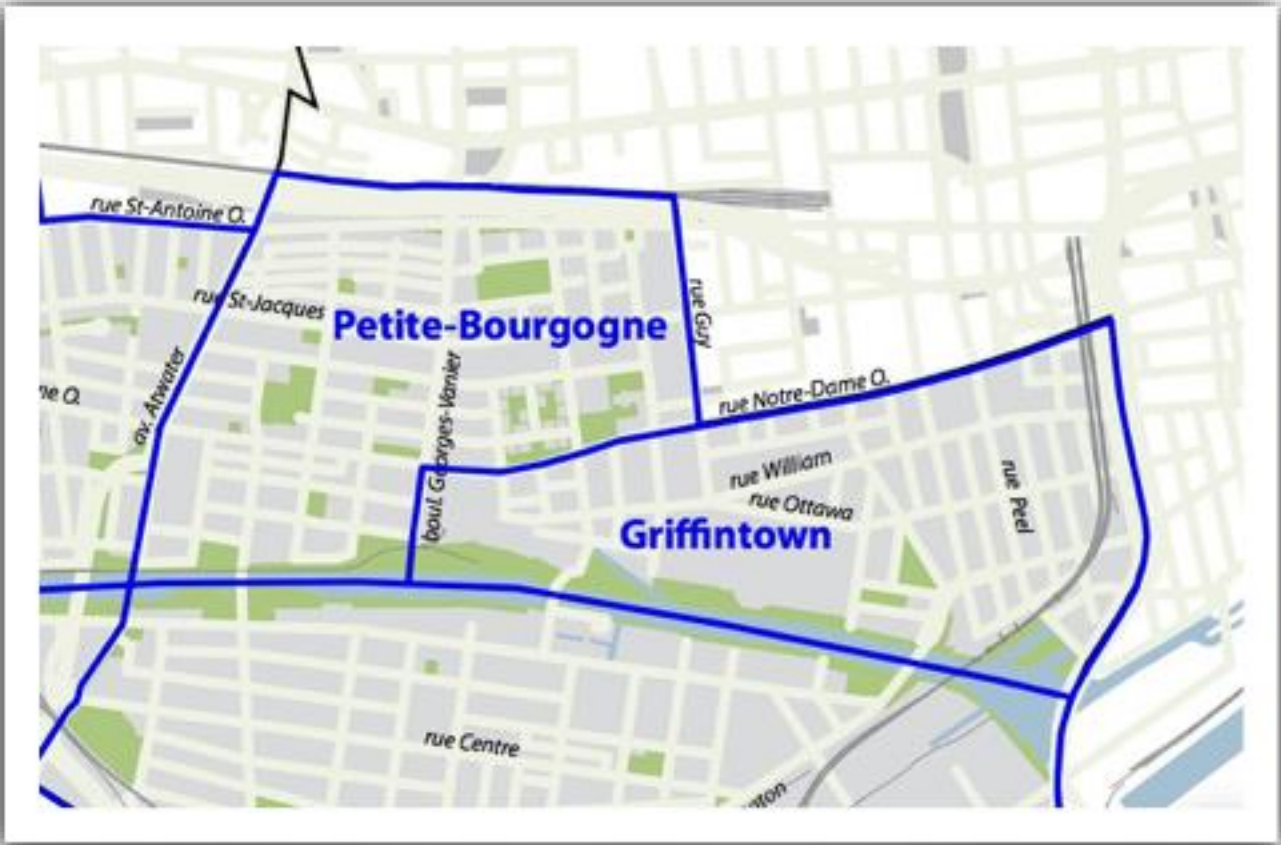 rue St-Antoine O.
rue St-Jacques
Petite-Bourgogne
rue Guy
av. Atwater
boul. Georges-Vanier
ne O.
rue Notre-Dame O.
rue William
rue Ottawa
rue Peel
Griffintown
rue Centre